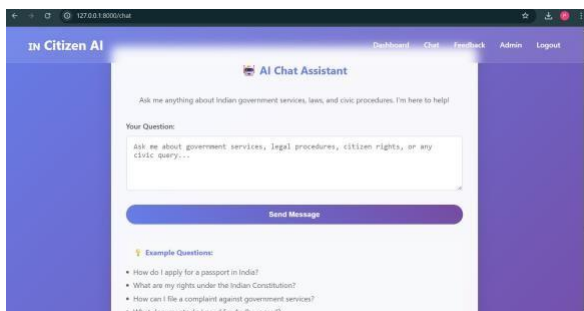 127.0.0.1:8000/chat
IN Citizen AI
Dashboard Chat Feedback Admin Logout
AI Chat Assistant
Ask me anything about Indian government services, laws, and civic procedures. I'm here to help!
Your Question:
Ask me about government services, legal procedures, citizen rights, or any
civic query...
Send Message
Example Questions:
• How do I apply for a passport in India?
• What are my rights under the Indian Constitution?
• How can I file a complaint against government services?